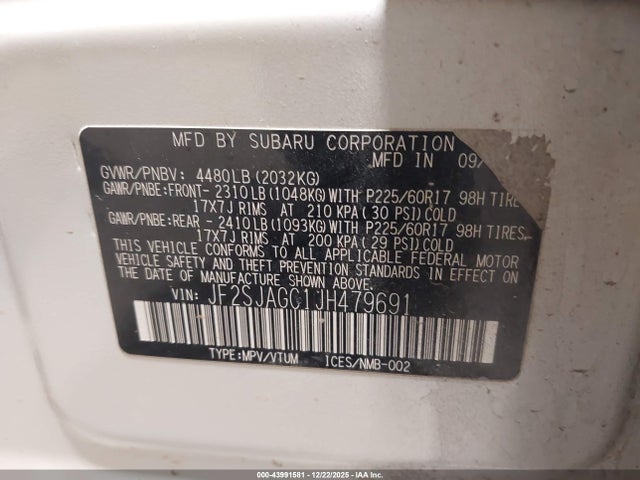 MFD BY SUBARU CORPORATION
MFD IN 09/
GVWR/PNBV: 4480LB (2032KG)
GAWR/PNBE:FRONT- 2310LB (1048KG) WITH P225/60R17 98H TIRE
17X7J RIMS AT 210 KPA (30 PSI) COLD
GAWR/PNBE:REAR - 2410LB (1093KG) WITH P225/60R17 98H TIRES,
17X7J RIMS AT 200 KPA (29 PSI) COLD
THIS VEHICLE CONFORMS TO ALL APPLICABLE FEDERAL MOTOR
VEHICLE SAFETY AND BUMPER STANDARDS IN EFFECT ON
THE DATE OF MANUFACTURE SHOWN ABOVE.
VIN: JF2SJAGC1JH479691
TYPE:MPV/VTUM ICES/NMB-002
000-43991581 - 12/22/2025 - IAAI.COM